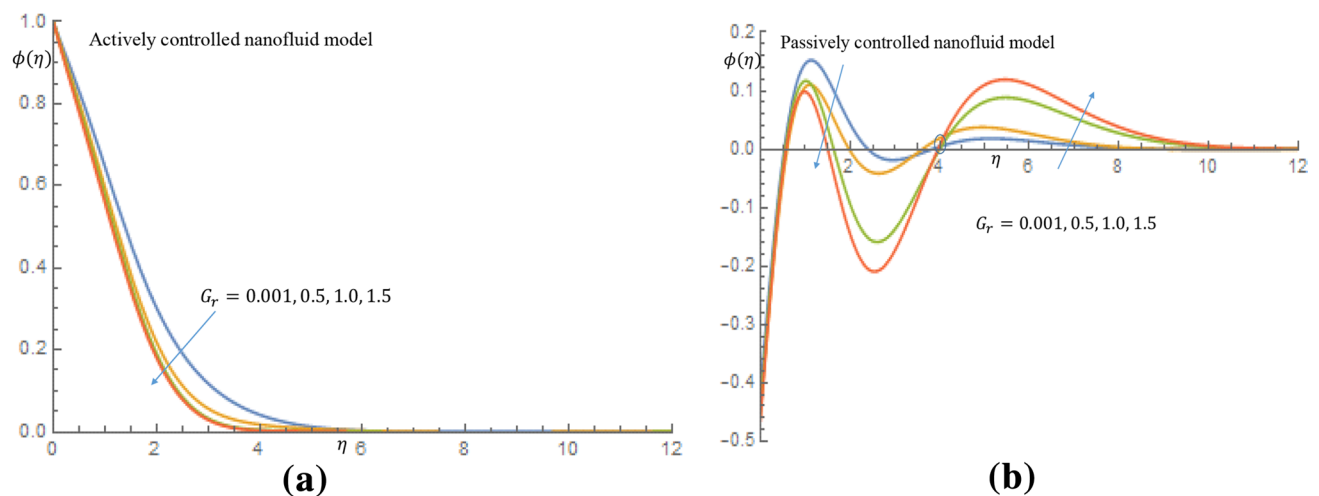 Actively controlled nanofluid model
ϕ(η)
1.0
0.8
0.6
0.4
0.2
0.0
0 2 4 6 8 10 12
η
G_r = 0.001, 0.5, 1.0, 1.5
(a)
Passively controlled nanofluid model
ϕ(η)
0.2
0.1
0.0
−0.1
−0.2
−0.3
−0.4
−0.5
2 4 6 8 10 12
η
G_r = 0.001, 0.5, 1.0, 1.5
(b)